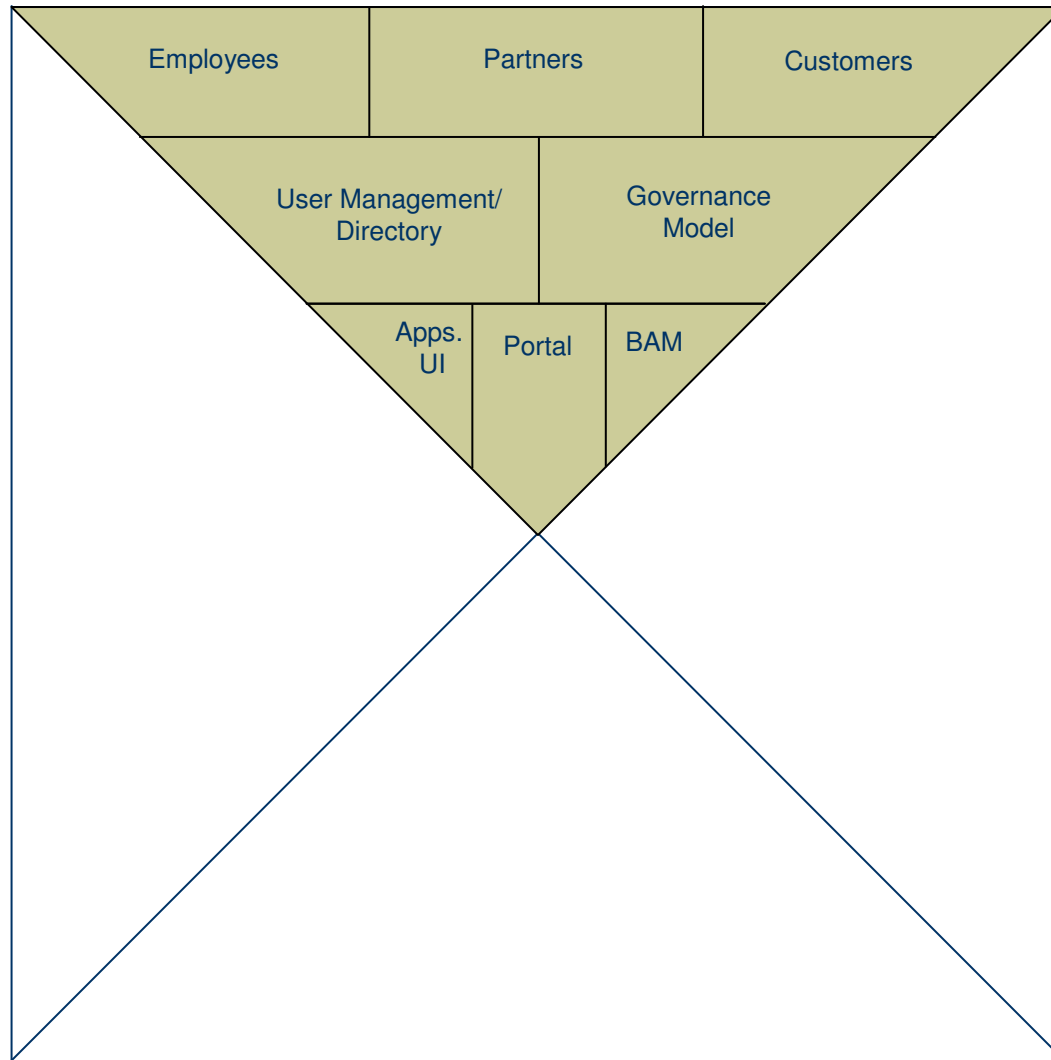 Employees
Partners
Customers
User Management/
Directory
Governance
Model
Apps.
UI
Portal
BAM